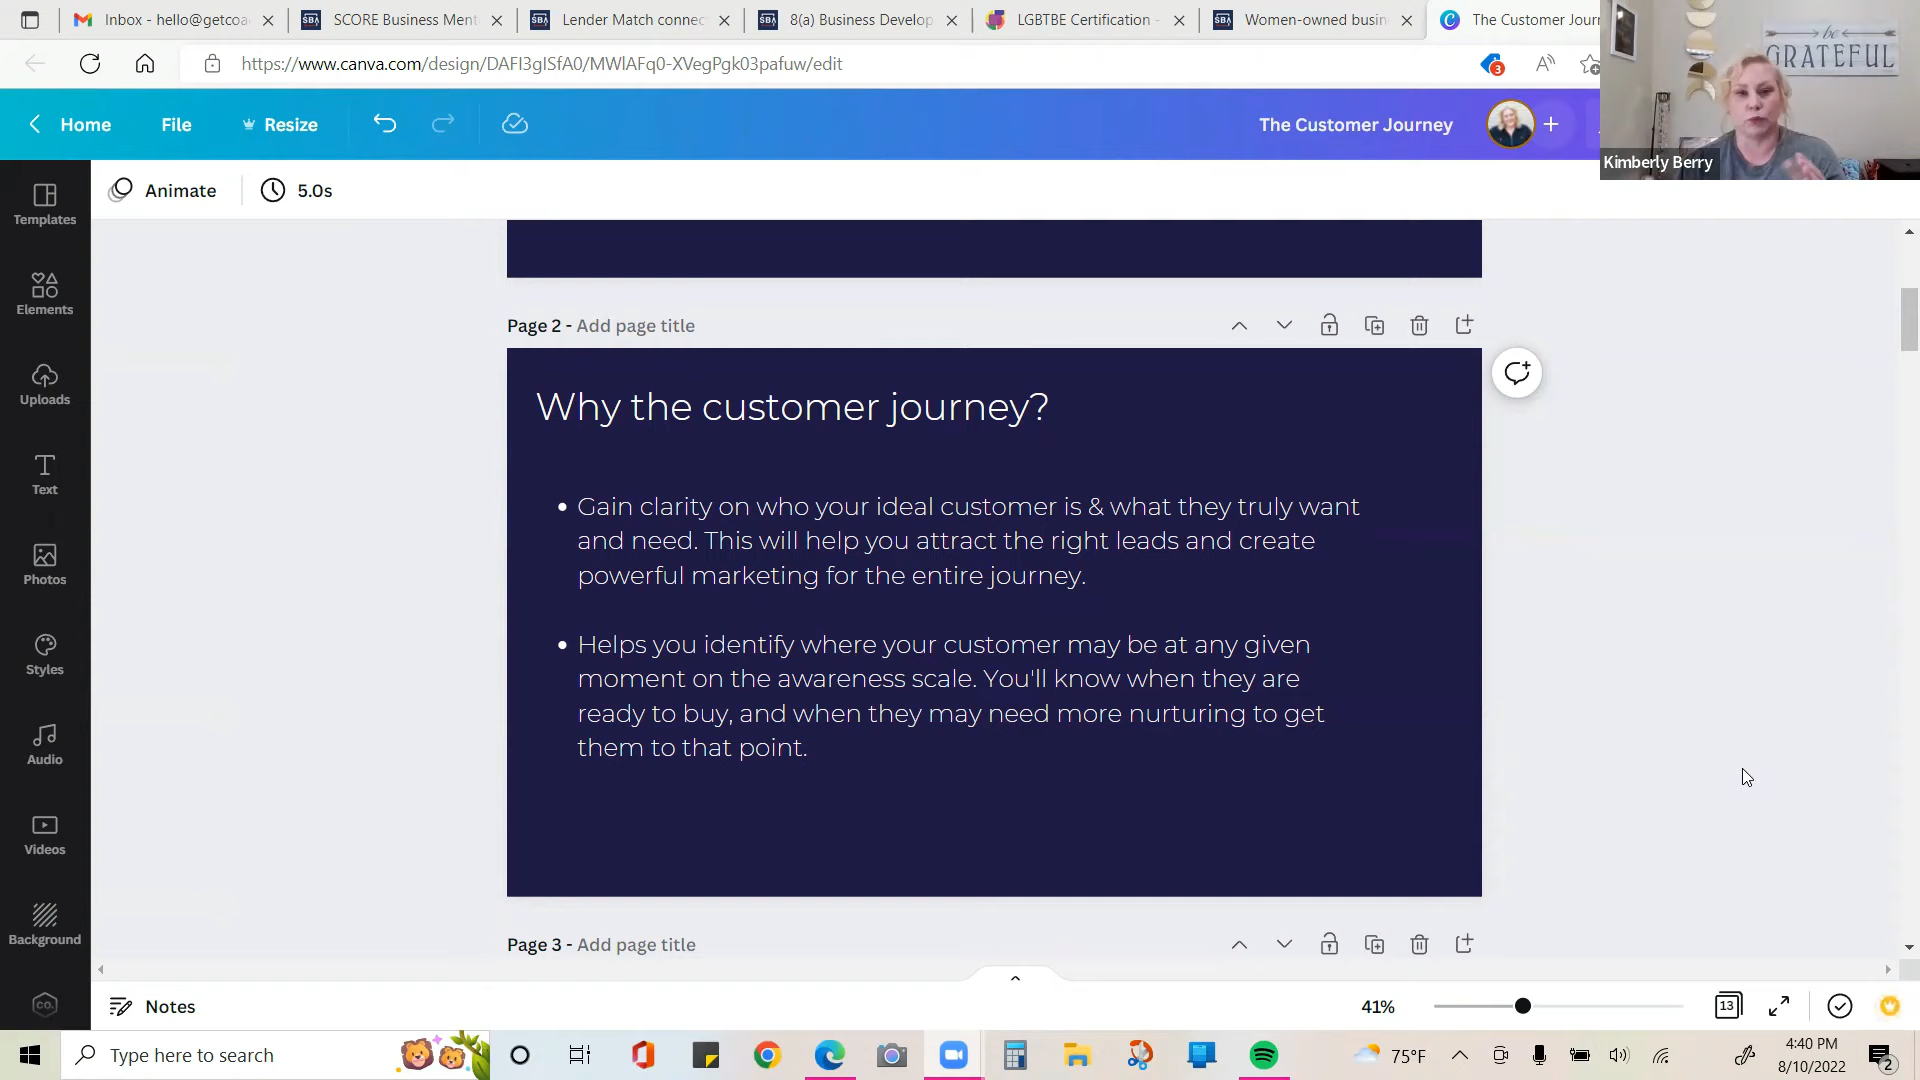 Inbox - hello@getcoa
SCORE Business Ment
Lender Match connec
8(a) Business Develop
LGBTBE Certification -
Women-owned busin
The Customer Jour
https://www.canva.com/design/DAFI3gISfA0/MWlAFq0-XVegPgk03pafuw/edit
3
be
GRATEFUL
Home
File
Resize
The Customer Journey
Kimberly Berry
Animate
5.0s
Templates
Elements
Uploads
Text
Photos
Styles
Audio
Videos
Background
Page 2 - Add page title
Why the customer journey?
• Gain clarity on who your ideal customer is & what they truly want
and need. This will help you attract the right leads and create
powerful marketing for the entire journey.
• Helps you identify where your customer may be at any given
moment on the awareness scale. You'll know when they are
ready to buy, and when they may need more nurturing to get
them to that point.
Page 3 - Add page title
co.
Notes
41%
13
Type here to search
75°F
4:40 PM
8/10/2022
2